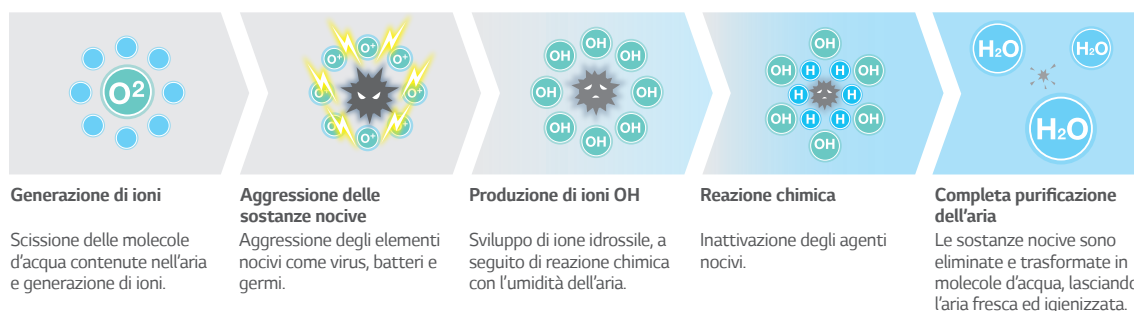 O²
O⁺ O⁺ O⁺ O⁺ O⁺ O⁺ O⁺ O⁺
OH OH OH OH OH OH OH OH
OH OH OH OH OH OH H H H H H H
H₂O H₂O H₂O
Generazione di ioni
Scissione delle molecole
d'acqua contenute nell'aria
e generazione di ioni.
Aggressione delle
sostanze nocive
Aggressione degli elementi
nocivi come virus, batteri e
germi.
Produzione di ioni OH
Sviluppo di ione idrossile, a
seguito di reazione chimica
con l'umidità dell'aria.
Reazione chimica
Inattivazione degli agenti
nocivi.
Completa purificazione
dell'aria
Le sostanze nocive sono
eliminate e trasformate in
molecole d'acqua, lasciando
l'aria fresca ed igienizzata.